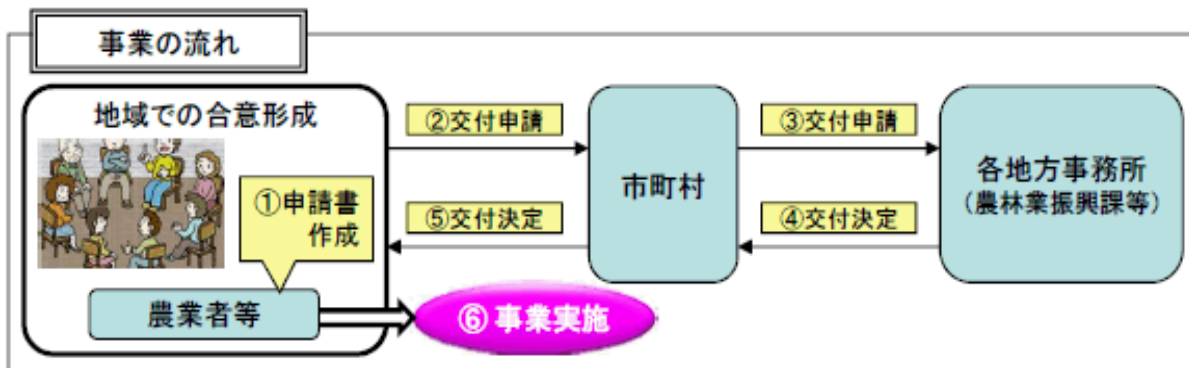 事業の流れ
地域での合意形成
①申請書
作成
農業者等
②交付申請
⑤交付決定
⑥ 事業実施
市町村
③交付申請
④交付決定
各地方事務所
（農林業振興課等）